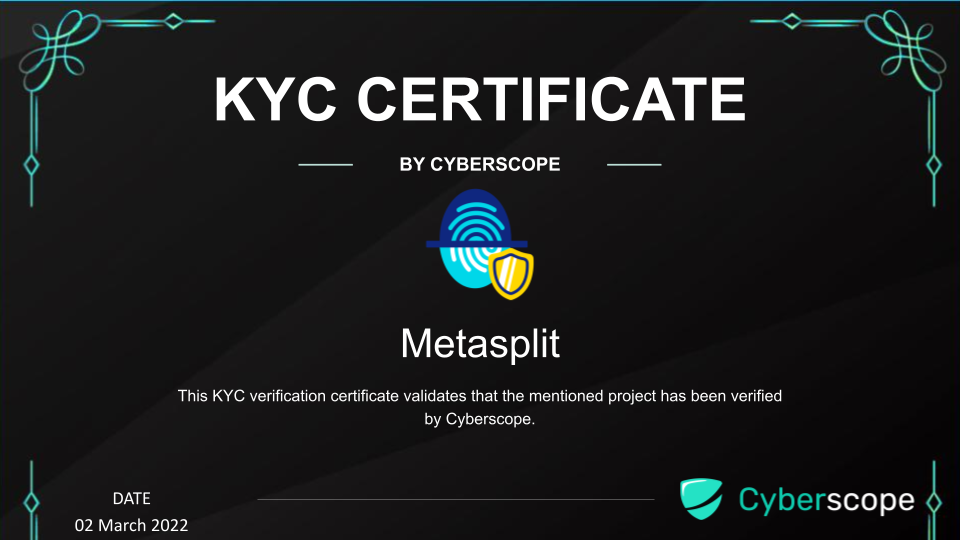 KYC CERTIFICATE
BY CYBERSCOPE
Metasplit
This KYC verification certificate validates that the mentioned project has been verified
by Cyberscope.
DATE
02 March 2022
Cyberscope